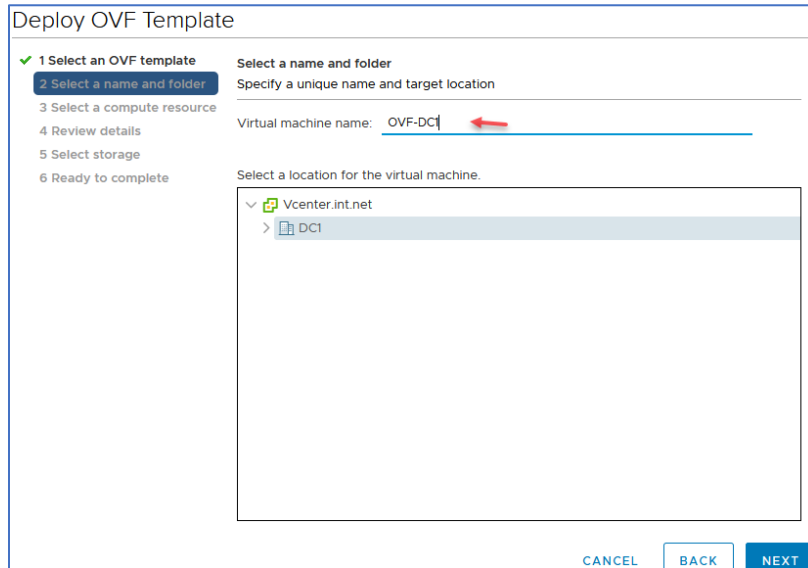 Deploy OVF Template
1 Select an OVF template
2 Select a name and folder
3 Select a compute resource
4 Review details
5 Select storage
6 Ready to complete
Select a name and folder
Specify a unique name and target location
Virtual machine name: OVF-DC1
Select a location for the virtual machine.
Vcenter.int.net
DC1
CANCEL BACK NEXT